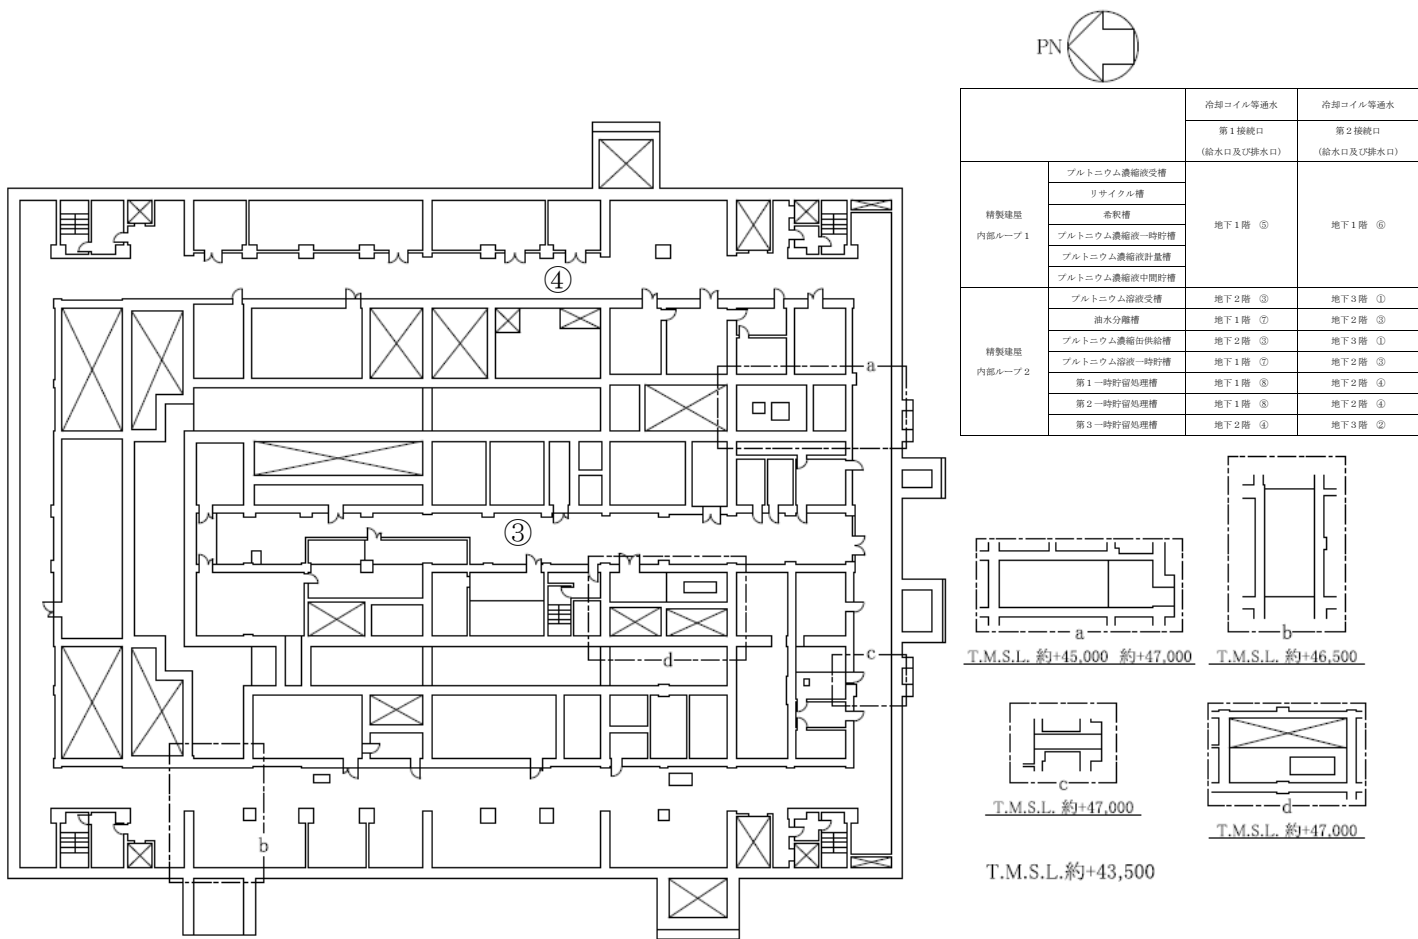 PN
冷却コイル等通水 冷却コイル等通水
第1接続口 第2接続口
(給水口及び排水口) (給水口及び排水口)
精製建屋
内部ループ1
プルトニウム濃縮液受槽
リサイクル槽
希釈槽
プルトニウム濃縮液一時貯槽
プルトニウム濃縮液計量槽
プルトニウム濃縮液中間貯槽
地下1階 ⑤ 地下1階 ⑥
精製建屋
内部ループ2
プルトニウム溶液受槽 地下2階 ③ 地下3階 ①
油水分離槽 地下1階 ⑦ 地下2階 ③
プルトニウム濃縮缶供給槽 地下2階 ③ 地下3階 ①
プルトニウム溶液一時貯槽 地下1階 ⑦ 地下2階 ③
第1一時貯留処理槽 地下1階 ⑧ 地下2階 ④
第2一時貯留処理槽 地下1階 ⑧ 地下2階 ④
第3一時貯留処理槽 地下2階 ④ 地下3階 ②
④
a
③
d
c
b
a
T.M.S.L. 約+45,000 約+47,000
b
T.M.S.L. 約+46,500
c
T.M.S.L. 約+47,000
d
T.M.S.L. 約+47,000
T.M.S.L.約+43,500